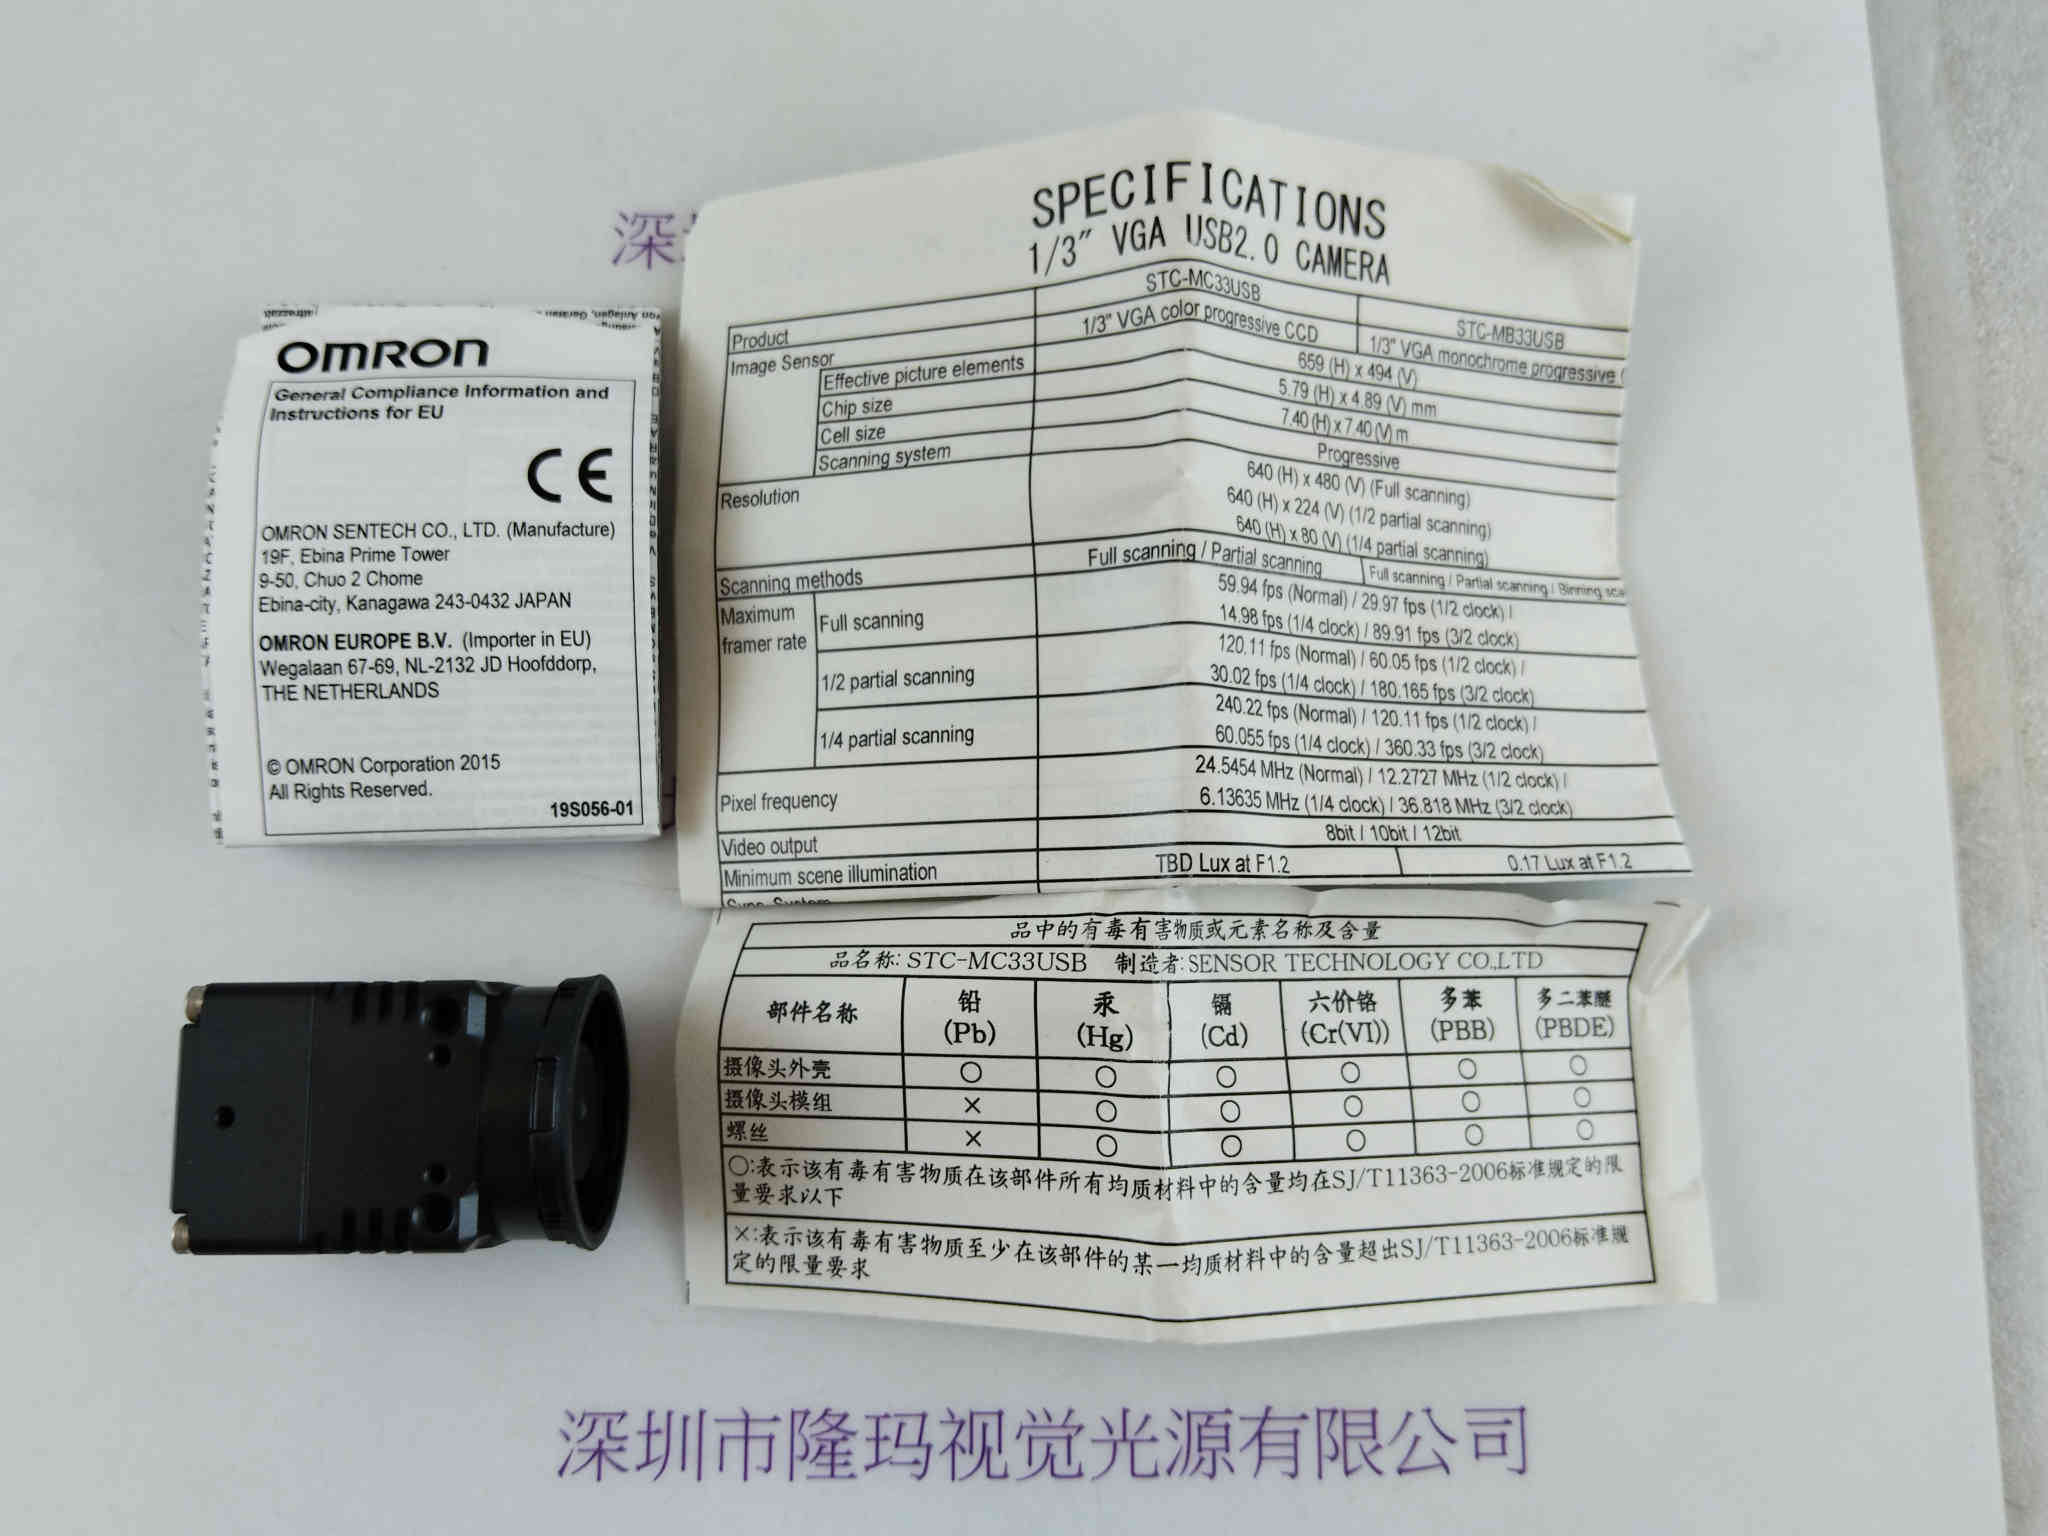 深
OMRON
General Compliance Information and
Instructions for EU
CE
OMRON SENTECH CO., LTD. (Manufacture)
19F, Ebina Prime Tower
9-50, Chuo 2 Chome
Ebina-city, Kanagawa 243-0432 JAPAN
OMRON EUROPE B.V. (Importer in EU)
Wegalaan 67-69, NL-2132 JD Hoofddorp,
THE NETHERLANDS
© OMRON Corporation 2015
All Rights Reserved.
19S056-01
SPECIFICATIONS
1/3" VGA USB2.0 CAMERA
Product STC-MC33USB STC-MB33USB
Image Sensor 1/3" VGA color progressive CCD 1/3" VGA monochrome progressive
Effective picture elements 659 (H) x 494 (V)
Chip size 5.79 (H) x 4.89 (V) mm
Cell size 7.40 (H) x 7.40 (V) m
Scanning system Progressive
Resolution 640 (H) x 480 (V) (Full scanning)
640 (H) x 224 (V) (1/2 partial scanning)
640 (H) x 80 (V) (1/4 partial scanning)
Scanning methods Full scanning / Partial scanning Full scanning / Partial scanning / Binning
Maximum framer rate Full scanning 59.94 fps (Normal) / 29.97 fps (1/2 clock) /
14.98 fps (1/4 clock) / 89.91 fps (3/2 clock)
1/2 partial scanning 120.11 fps (Normal) / 60.05 fps (1/2 clock) /
30.02 fps (1/4 clock) / 180.165 fps (3/2 clock)
1/4 partial scanning 240.22 fps (Normal) / 120.11 fps (1/2 clock) /
60.055 fps (1/4 clock) / 360.33 fps (3/2 clock)
Pixel frequency 24.5454 MHz (Normal) / 12.2727 MHz (1/2 clock) /
6.13635 MHz (1/4 clock) / 36.818 MHz (3/2 clock)
Video output 8bit / 10bit / 12bit
Minimum scene illumination TBD Lux at F1.2 0.17 Lux at F1.2
Sync. System
品中的有毒有害物质或元素名称及含量
品名称: STC-MC33USB 制造者: SENSOR TECHNOLOGY CO.,LTD
部件名称 铅 (Pb) 汞 (Hg) 镉 (Cd) 六价铬 (Cr(VI)) 多苯 (PBB) 多二苯醚 (PBDE)
摄像头外壳 ○ ○ ○ ○ ○ ○
摄像头模组 × ○ ○ ○ ○ ○
螺丝 × ○ ○ ○ ○ ○
○:表示该有毒有害物质在该部件所有均质材料中的含量均在SJ/T11363-2006标准规定的限
量要求以下
×:表示该有毒有害物质至少在该部件的某一均质材料中的含量超出SJ/T11363-2006标准规
定的限量要求
深圳市隆玛视觉光源有限公司